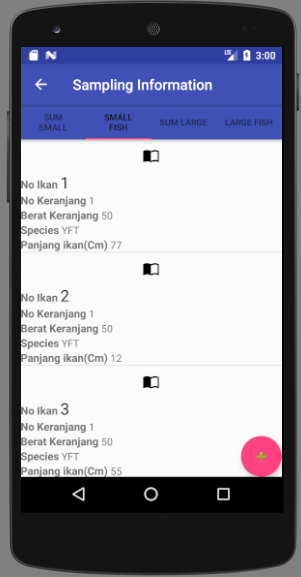 LTE 3:00
Sampling Information
SUM
SMALL
SMALL
FISH
SUM LARGE
LARGE FISH
No Ikan 1
No Keranjang 1
Berat Keranjang 50
Species YFT
Panjang ikan(Cm) 77
No Ikan 2
No Keranjang 1
Berat Keranjang 50
Species YFT
Panjang ikan(Cm) 12
No Ikan 3
No Keranjang 1
Berat Keranjang 50
Species YFT
Panjang ikan(Cm) 55